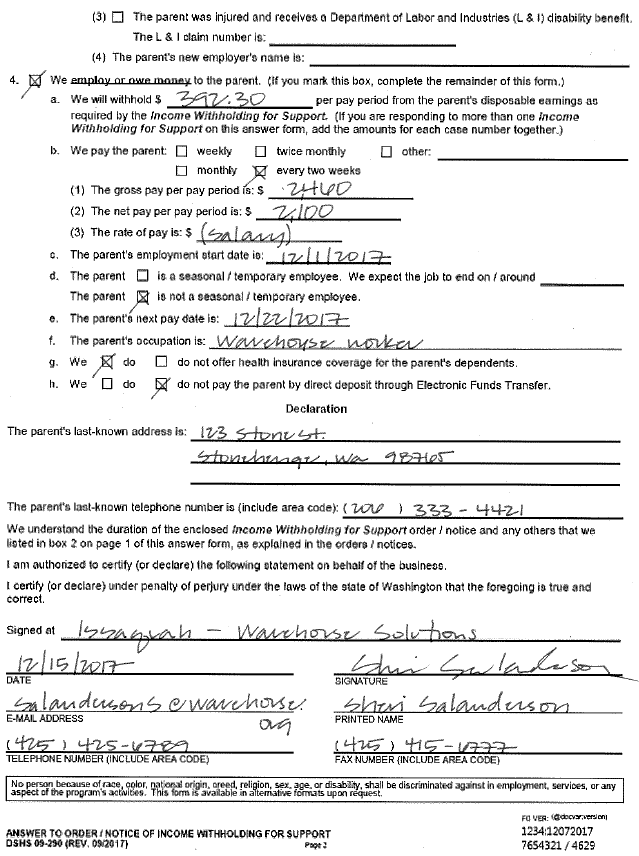 (3) ☐ The parent was injured and receives a Department of Labor and Industries (L & I) disability benefit.
The L & I claim number is:
(4) The parent's new employer's name is:
4. ☒ We employ or owe money to the parent. (If you mark this box, complete the remainder of this form.)
a. We will withhold $ 392.30 per pay period from the parent's disposable earnings as
required by the Income Withholding for Support. (If you are responding to more than one Income
Withholding for Support on this answer form, add the amounts for each case number together.)
b. We pay the parent: ☐ weekly ☐ twice monthly ☐ other:
☐ monthly ☒ every two weeks
(1) The gross pay per pay period is: $ 2,460
(2) The net pay per pay period is: $ 2,100
(3) The rate of pay is: $ (salary)
c. The parent's employment start date is: 12/1/2017
d. The parent ☐ is a seasonal / temporary employee. We expect the job to end on / around
The parent ☒ is not a seasonal / temporary employee.
e. The parent's next pay date is: 12/22/2017
f. The parent's occupation is: Warehouse worker
g. We ☒ do ☐ do not offer health insurance coverage for the parent's dependents.
h. We ☐ do ☒ do not pay the parent by direct deposit through Electronic Funds Transfer.
Declaration
The parent's last-known address is: 123 Stone St.
Stonehenge, Wa 98765
The parent's last-known telephone number is (include area code): (206) 333-4421
We understand the duration of the enclosed Income Withholding for Support order / notice and any others that we
listed in box 2 on page 1 of this answer form, as explained in the orders / notices.
I am authorized to certify (or declare) the following statement on behalf of the business.
I certify (or declare) under penalty of perjury under the laws of the state of Washington that the foregoing is true and
correct.
Signed at Issaquah - Warehouse Solutions
12/15/2017 Sheri Salanderson
DATE SIGNATURE
salandersons@warehouse. Sheri Salanderson
E-MAIL ADDRESS org PRINTED NAME
(425) 425-6789 (425) 415-6777
TELEPHONE NUMBER (INCLUDE AREA CODE) FAX NUMBER (INCLUDE AREA CODE)
No person because of race, color, national origin, creed, religion, sex, age, or disability, shall be discriminated against in employment, services, or any
aspect of the program's activities. This form is available in alternative formats upon request.
FO VER: (@docvar:version)
1234:12072017
ANSWER TO ORDER / NOTICE OF INCOME WITHHOLDING FOR SUPPORT
DSHS 09-290 (REV. 09/2017) Page 2 7654321 / 4629